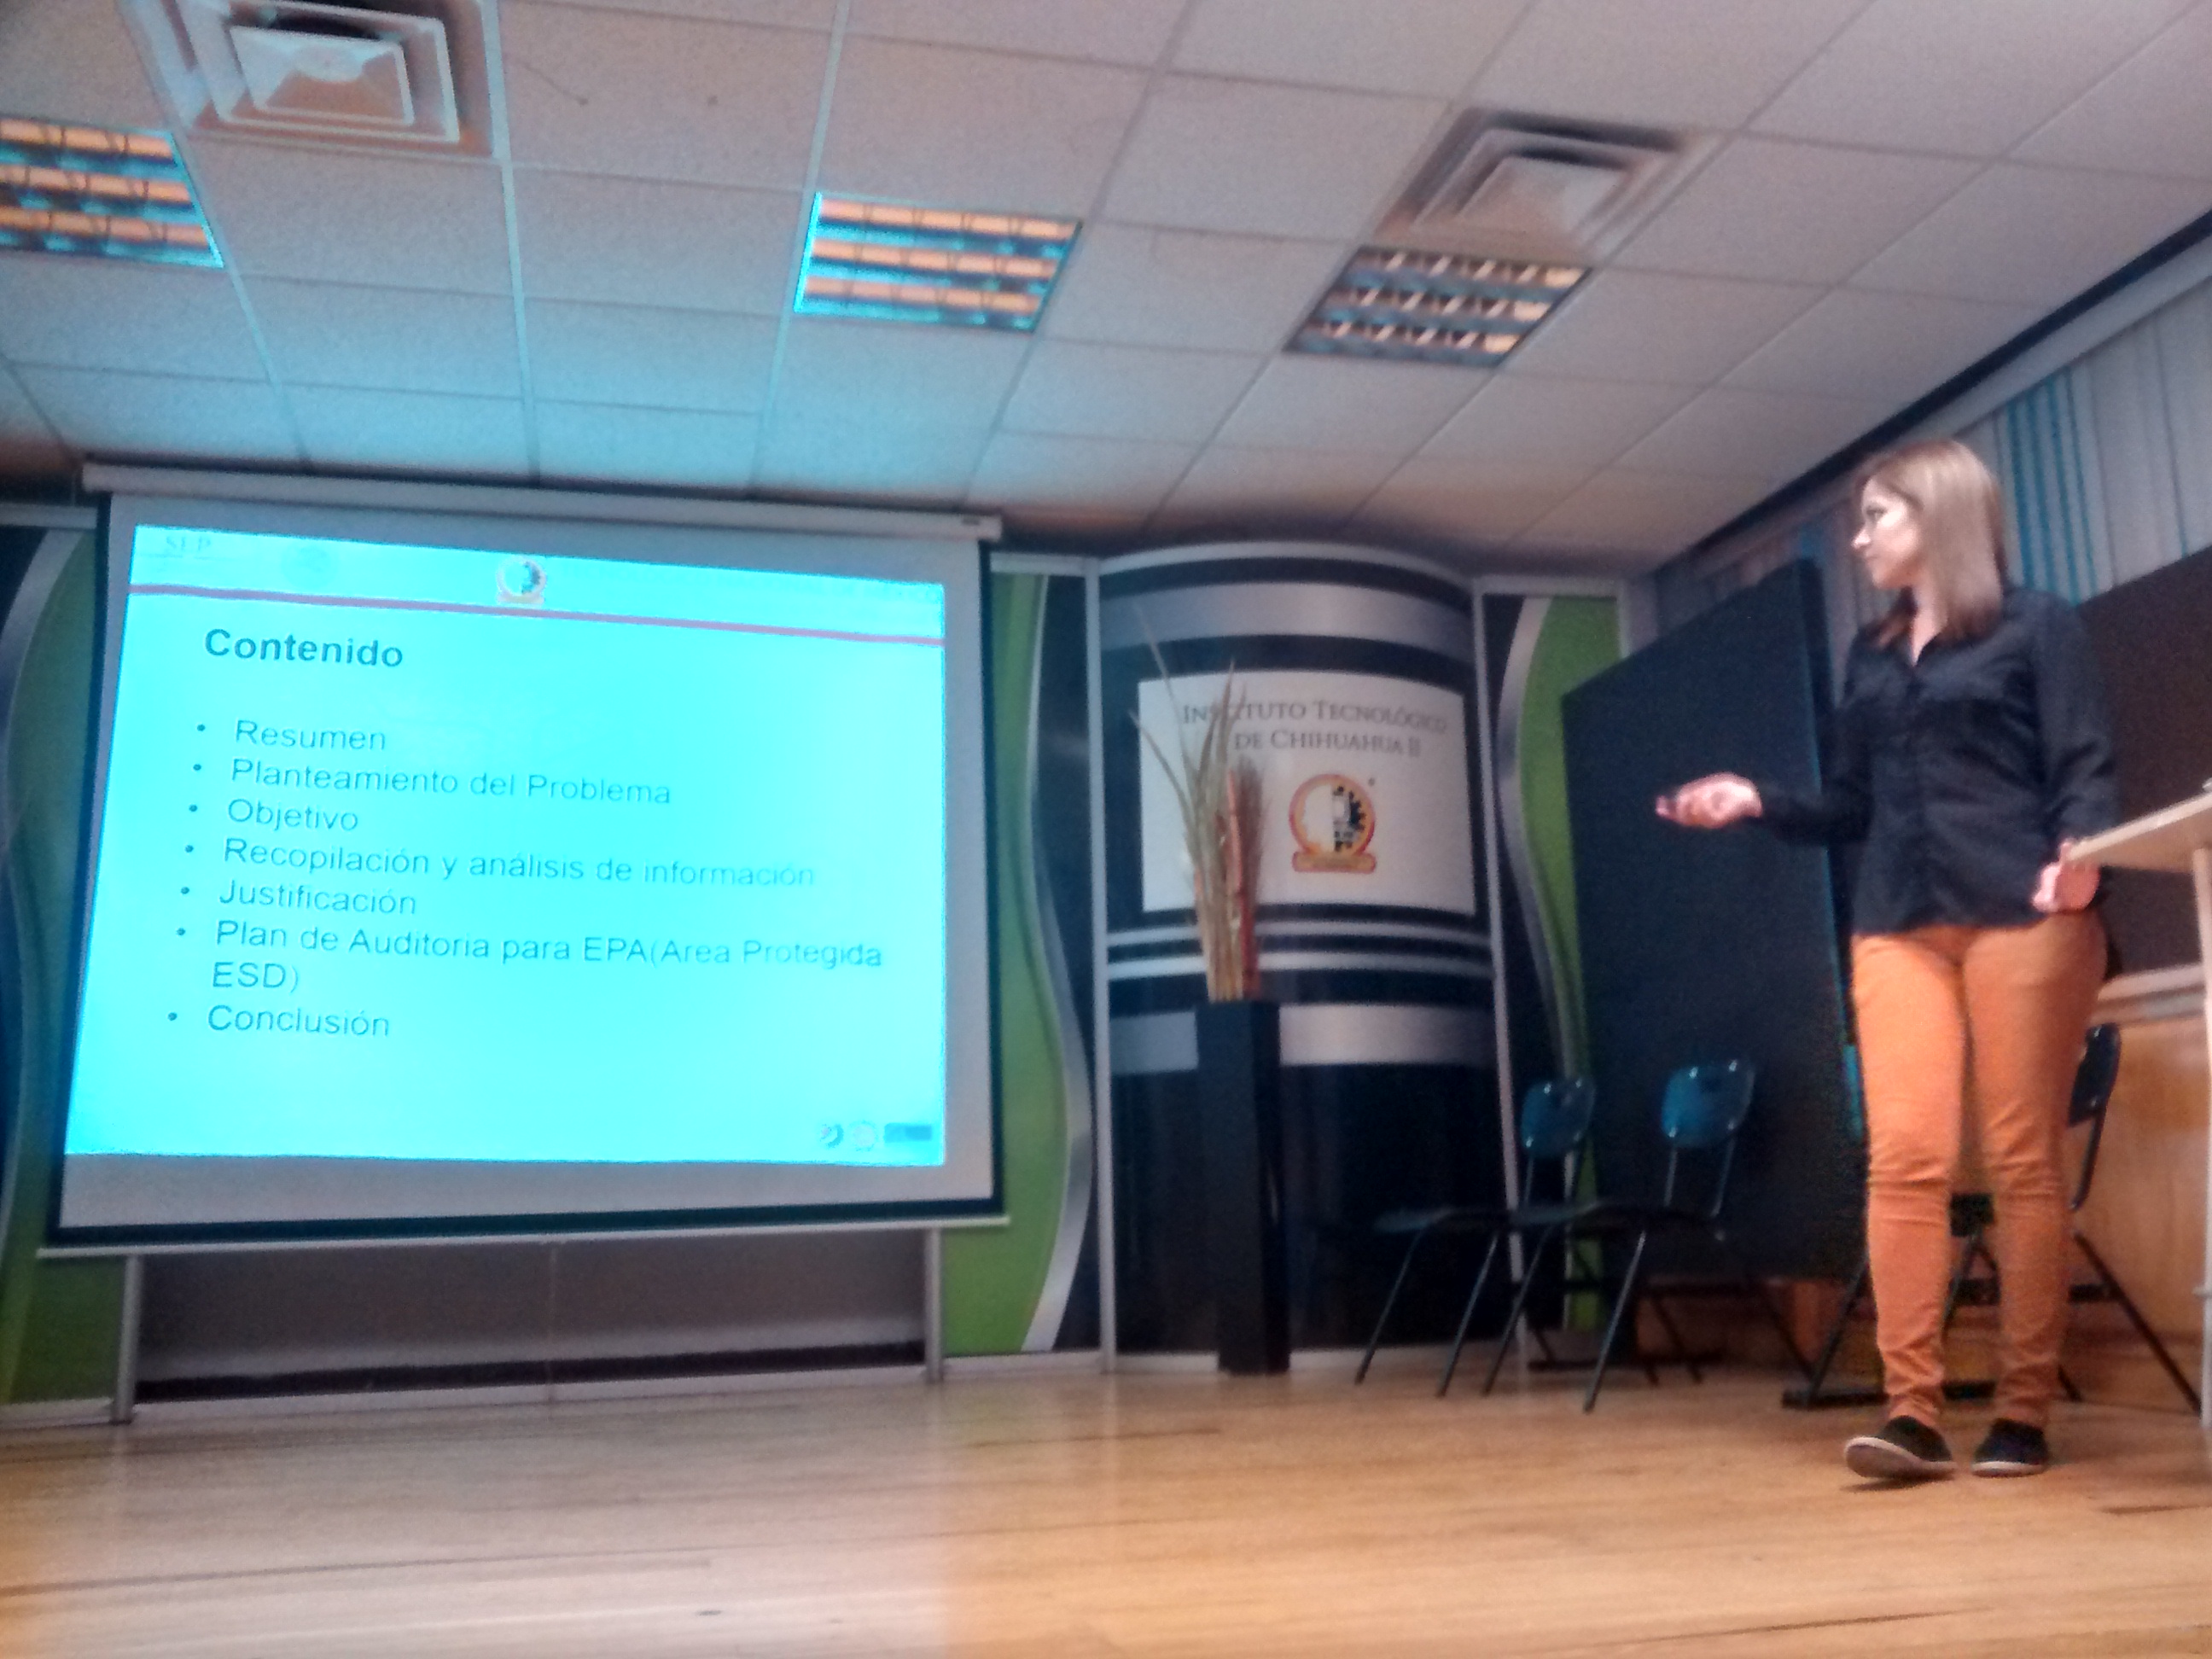 SEP
Contenido
• Resumen
• Planteamiento del Problema
• Objetivo
• Recopilación y análisis de información
• Justificación
• Plan de Auditoria para EPA(Area Protegida
ESD)
• Conclusión
INSTITUTO TECNOLÓGICO
DE CHIHUAHUA II